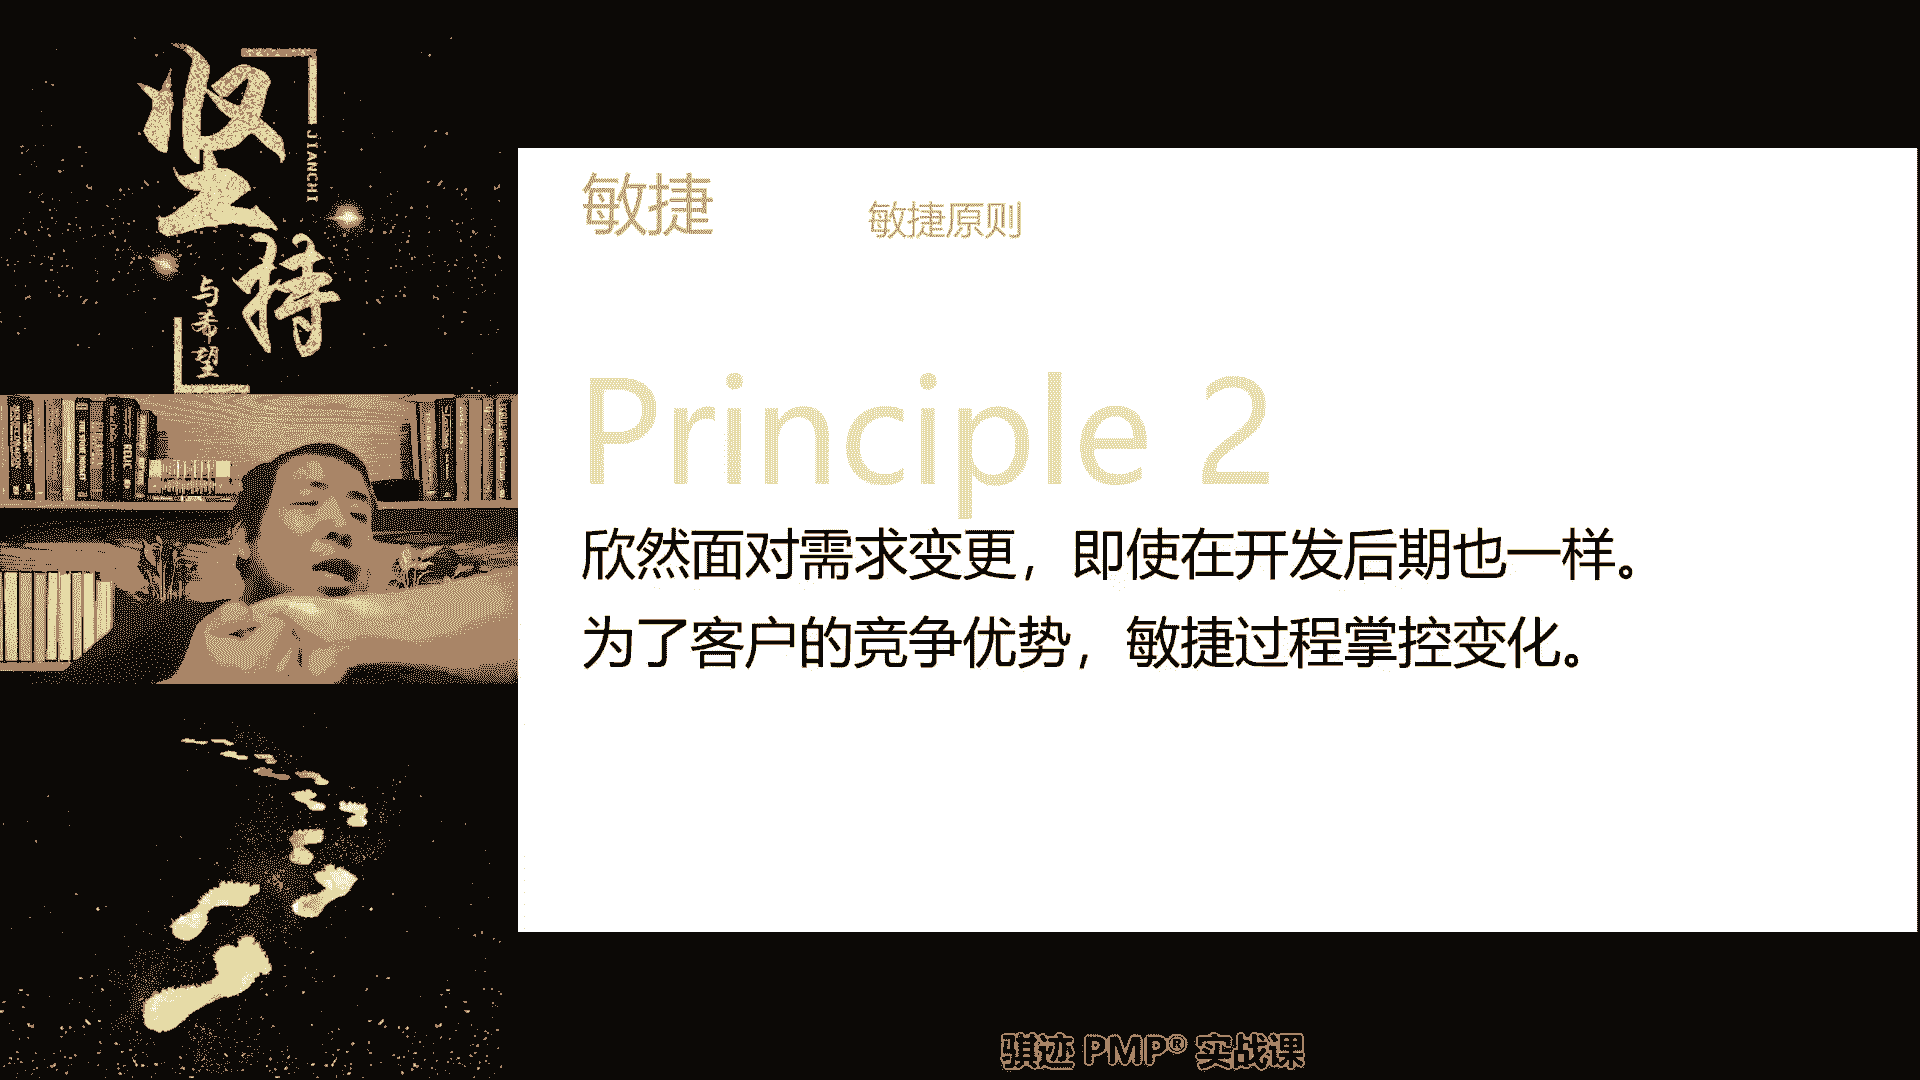 坚持
JIANCHI
与希望
敏捷
敏捷原则
Principle 2
欣然面对需求变更，即使在开发后期也一样。
为了客户的竞争优势，敏捷过程掌控变化。
骐迹 PMP® 实战课